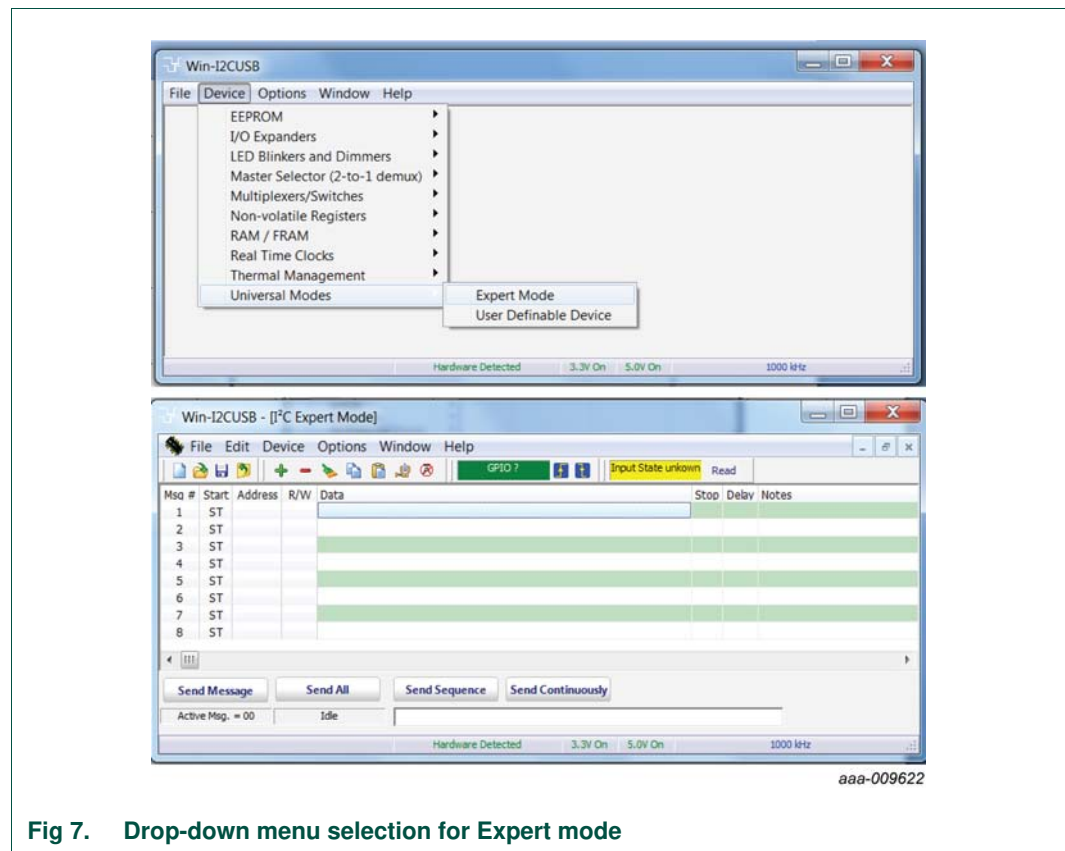 Win-I2CUSB
File Device Options Window Help
EEPROM
I/O Expanders
LED Blinkers and Dimmers
Master Selector (2-to-1 demux)
Multiplexers/Switches
Non-volatile Registers
RAM / FRAM
Real Time Clocks
Thermal Management
Universal Modes
Expert Mode
User Definable Device
Hardware Detected 3.3V On 5.0V On 1000 kHz
Win-I2CUSB - [I²C Expert Mode]
File Edit Device Options Window Help
GPIO ? Input State unkown Read
Msg # Start Address R/W Data Stop Delay Notes
1 ST
2 ST
3 ST
4 ST
5 ST
6 ST
7 ST
8 ST
Send Message Send All Send Sequence Send Continuously
Active Msg. = 00 Idle
Hardware Detected 3.3V On 5.0V On 1000 kHz
aaa-009622
Fig 7. Drop-down menu selection for Expert mode